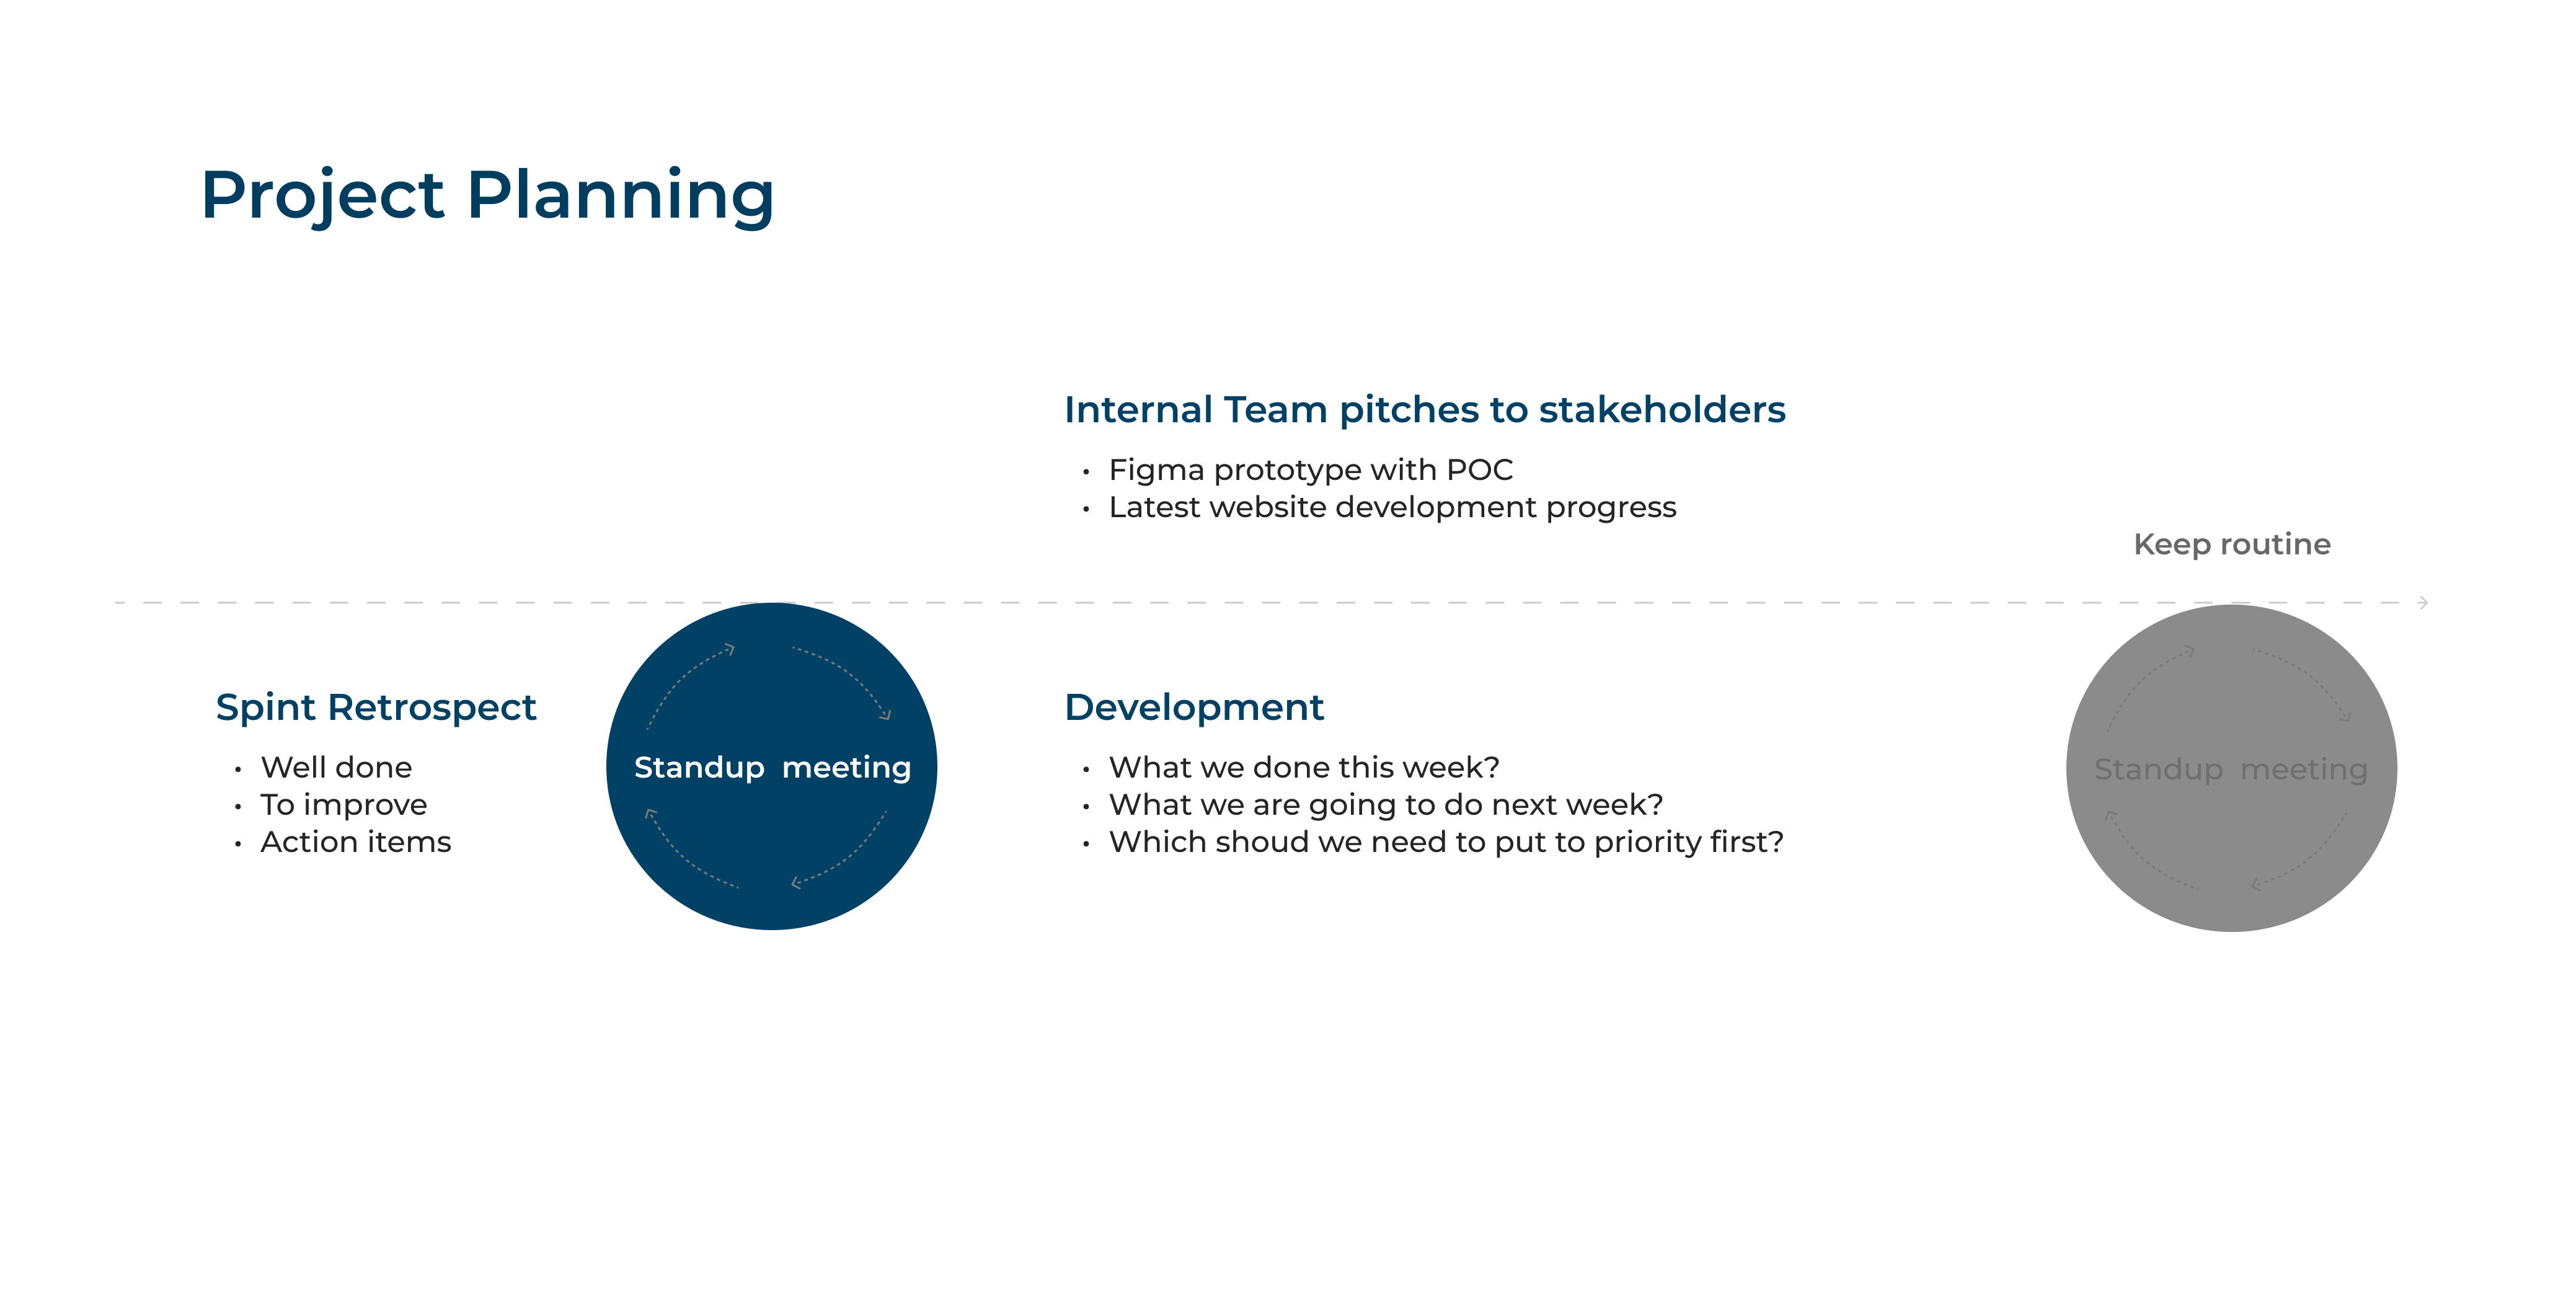 Project Planning
Internal Team pitches to stakeholders
• Figma prototype with POC
• Latest website development progress
Keep routine
Spint Retrospect
• Well done
• To improve
• Action items
Standup meeting
Development
• What we done this week?
• What we are going to do next week?
• Which shoud we need to put to priority first?
Standup meeting